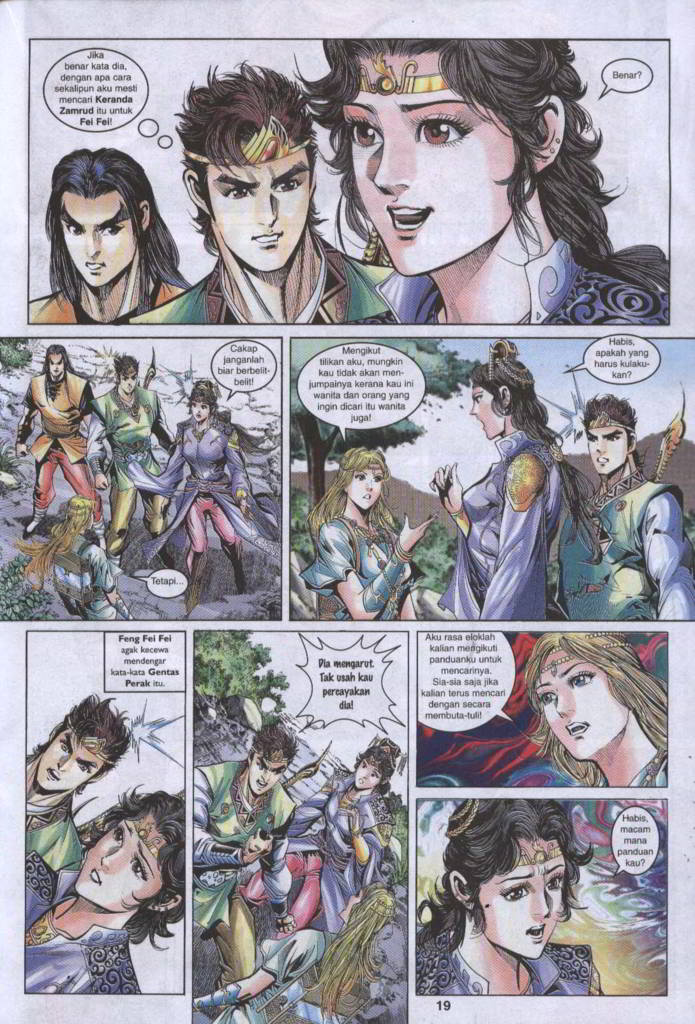 Jika
benar kata dia,
dengan apa cara
sekalipun aku mesti
mencari Keranda
Zamrud itu untuk
Fei Fei!
Benar?
Cakap
janganlah
biar berbelit-
belit!
Tetapi...
Mengikut
tilikan aku, mungkin
kau tidak akan men-
jumpainya kerana kau ini
wanita dan orang yang
ingin dicari itu wanita
juga!
Habis,
apakah yang
harus kulaku-
kan?
Feng Fei Fei
agak kecewa
mendengar
kata-kata Gentas
Perak itu.
Dia mengarut.
Tak usah kau
percayakan
dia!
Aku rasa eloklah
kalian mengikuti
panduanku untuk
mencarinya.
Sia-sia saja jika
kalian terus mencari
dengan secara
membuta-tuli!
Habis,
macam
mana
panduan
kau?
19